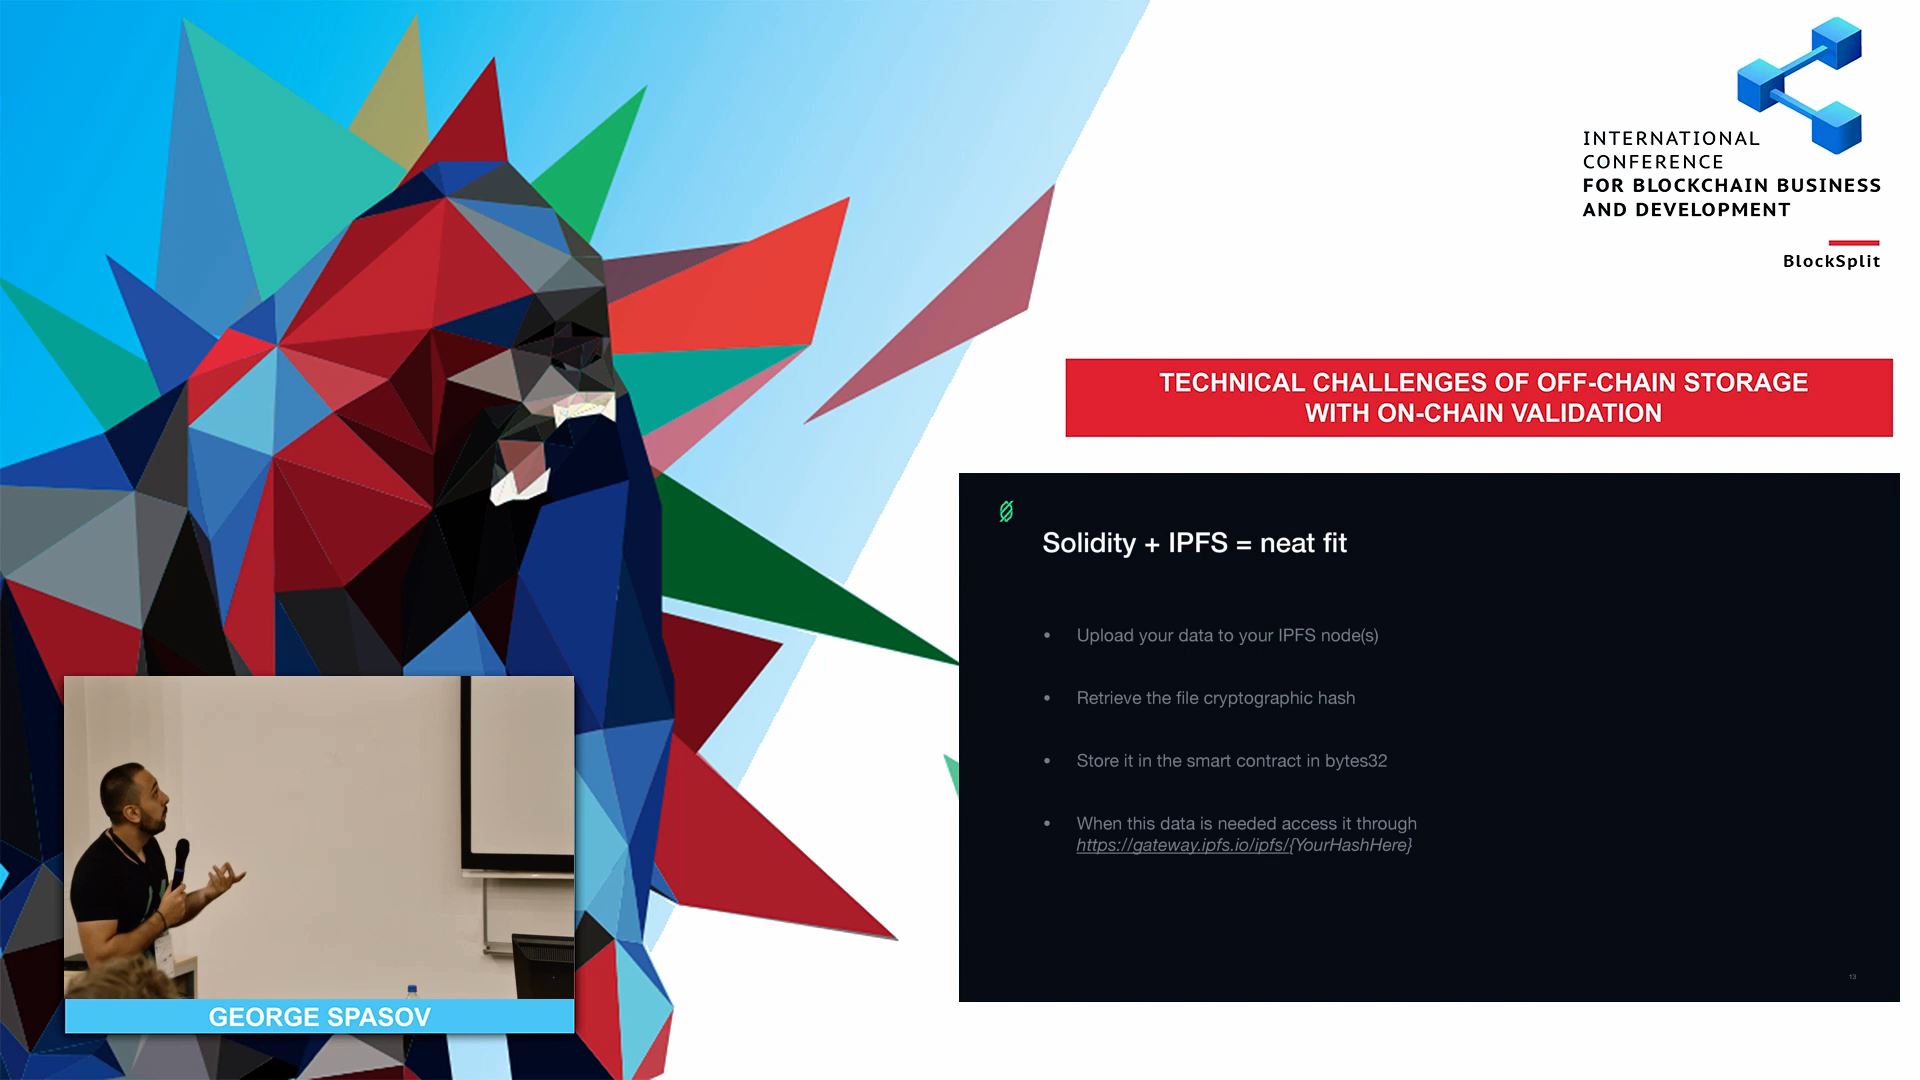 INTERNATIONAL
CONFERENCE
FOR BLOCKCHAIN BUSINESS
AND DEVELOPMENT
BlockSplit
TECHNICAL CHALLENGES OF OFF-CHAIN STORAGE
WITH ON-CHAIN VALIDATION
Solidity + IPFS = neat fit
• Upload your data to your IPFS node(s)
• Retrieve the file cryptographic hash
• Store it in the smart contract in bytes32
• When this data is needed access it through
https://gateway.ipfs.io/ipfs/{YourHashHere}
13
GEORGE SPASOV